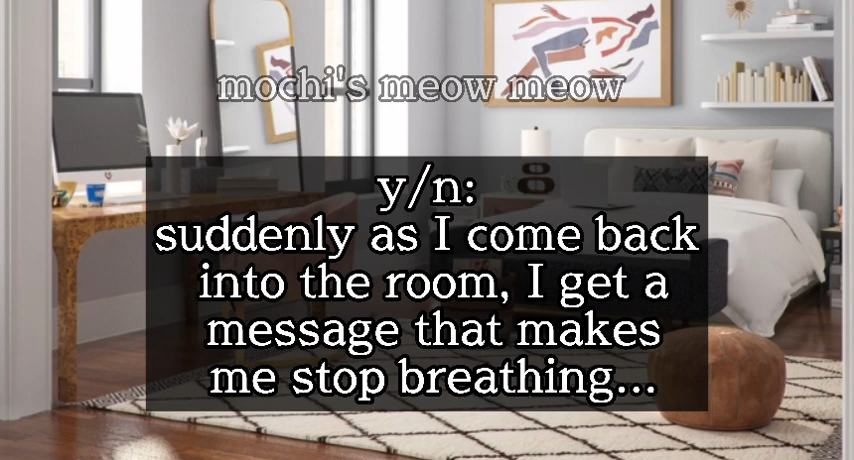 mochi's meow meow
y/n:
suddenly as I come back
into the room, I get a
message that makes
me stop breathing...